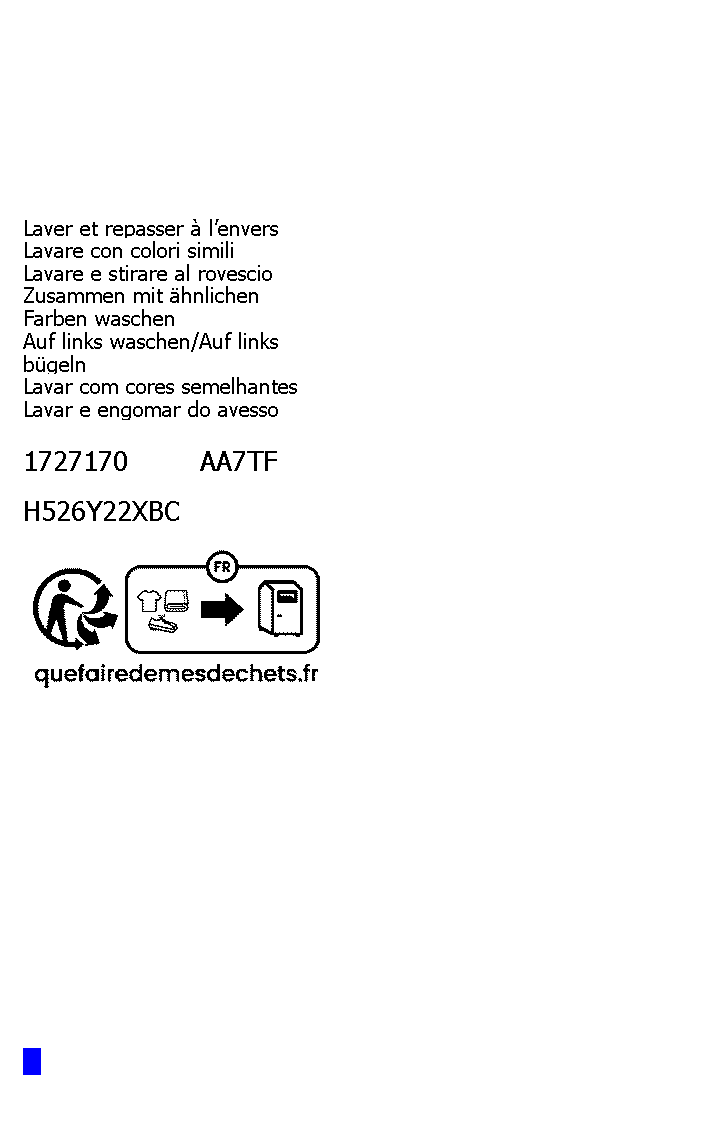 Laver et repasser à l’envers
Lavare con colori simili
Lavare e stirare al rovescio
Zusammen mit ähnlichen
Farben waschen
Auf links waschen/Auf links
bügeln
Lavar com cores semelhantes
Lavar e engomar do avesso
1727170 AA7TF
H526Y22XBC
FR
quefairedemesdechets.fr